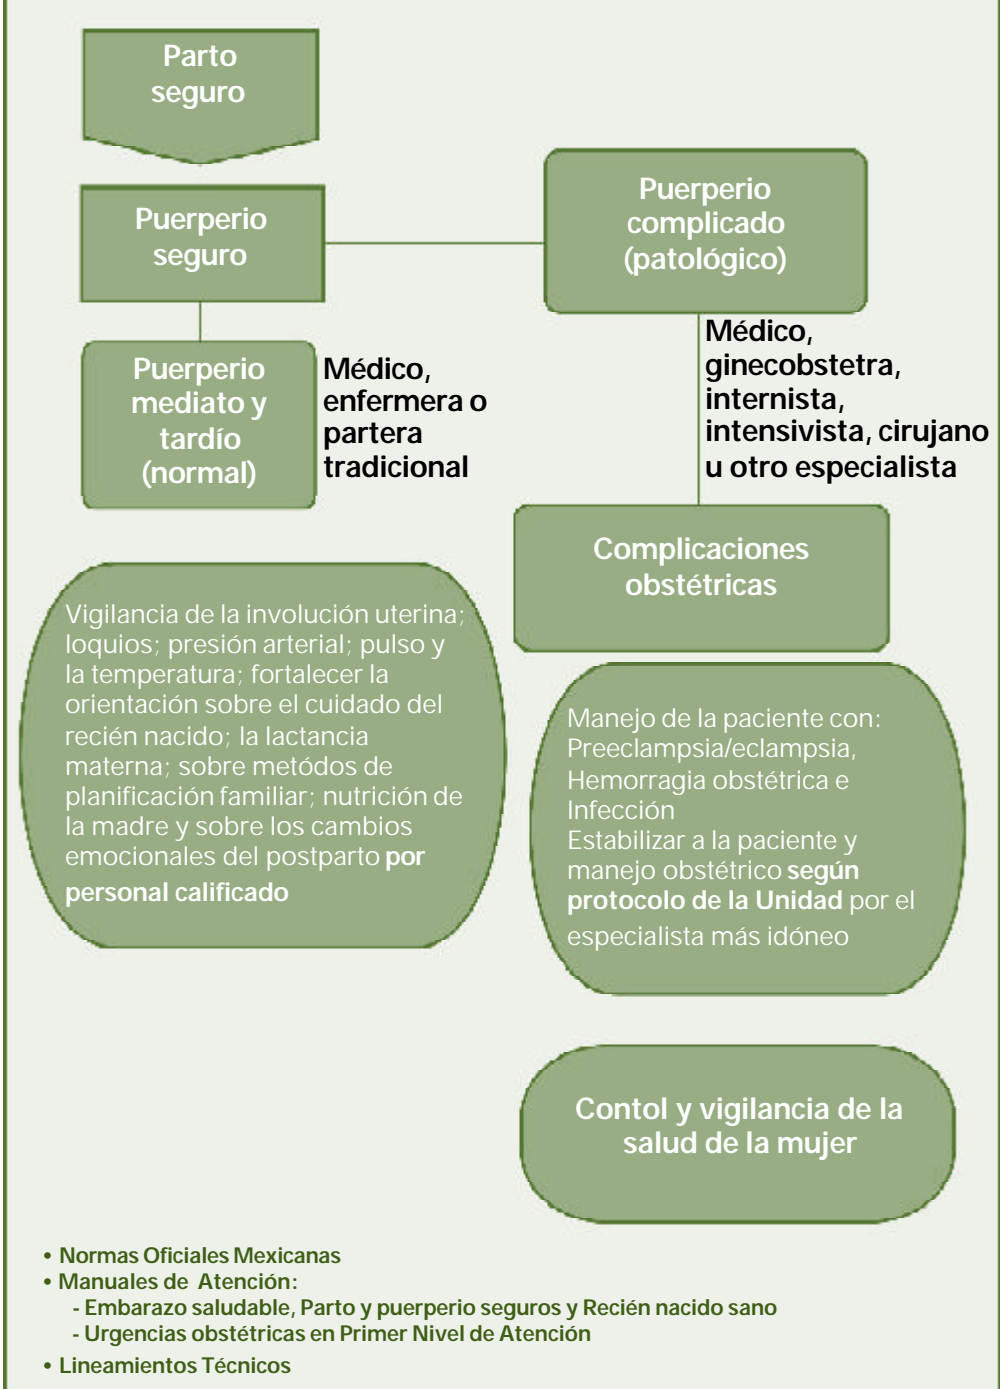 Parto
seguro
Puerperio
seguro
Puerperio
complicado
(patológico)
Puerperio
mediato y
tardío
(normal)
Médico,
enfermera o
partera
tradicional
Médico,
ginecobstetra,
internista,
intensivista, cirujano
u otro especialista
Complicaciones
obstétricas
Vigilancia de la involución uterina;
loquios; presión arterial; pulso y
la temperatura; fortalecer la
orientación sobre el cuidado del
recién nacido; la lactancia
materna; sobre metódos de
planificación familiar; nutrición de
la madre y sobre los cambios
emocionales del postparto por
personal calificado
Manejo de la paciente con:
Preeclampsia/eclampsia,
Hemorragia obstétrica e
Infección
Estabilizar a la paciente y
manejo obstétrico según
protocolo de la Unidad por el
especialista más idóneo
Contol y vigilancia de la
salud de la mujer
• Normas Oficiales Mexicanas
• Manuales de Atención:
- Embarazo saludable, Parto y puerperio seguros y Recién nacido sano
- Urgencias obstétricas en Primer Nivel de Atención
• Lineamientos Técnicos